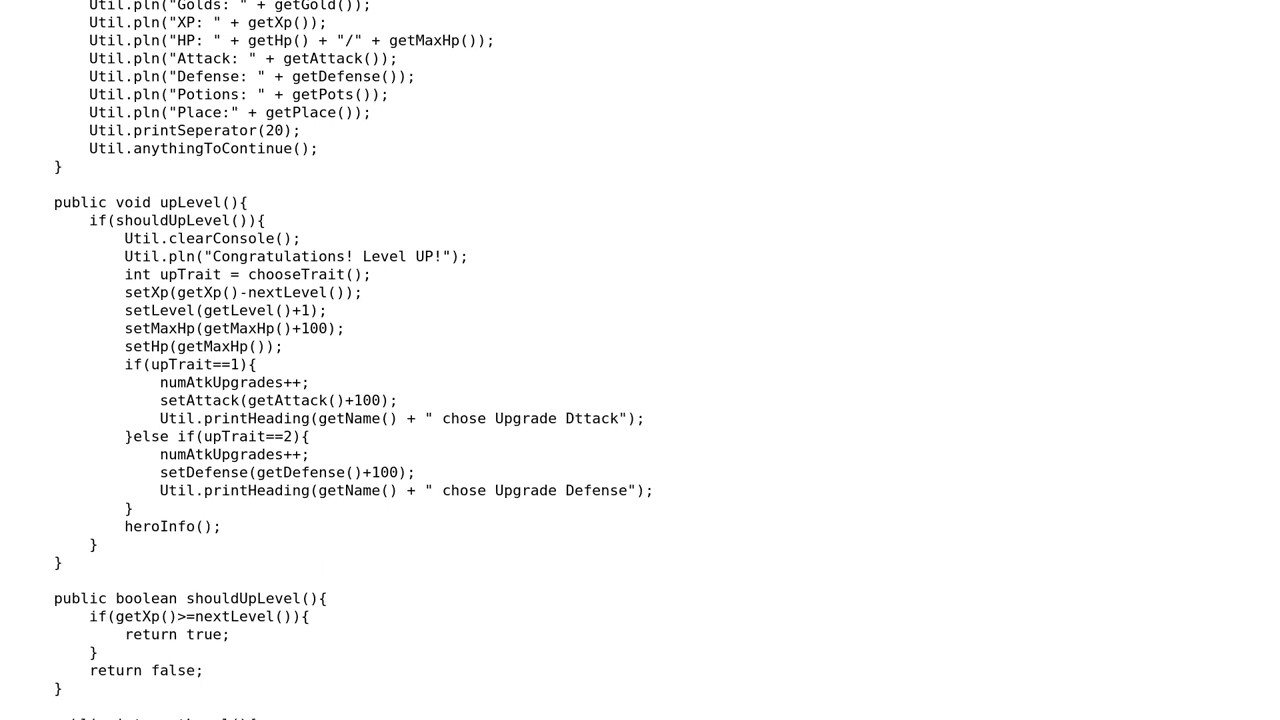 Util.pln("Golds: " + getGold());
Util.pln("XP: " + getXp());
Util.pln("HP: " + getHp() + "/" + getMaxHp());
Util.pln("Attack: " + getAttack());
Util.pln("Defense: " + getDefense());
Util.pln("Potions: " + getPots());
Util.pln("Place:" + getPlace());
Util.printSeperator(20);
Util.anythingToContinue();
}
public void upLevel(){
if(shouldUpLevel()){
Util.clearConsole();
Util.pln("Congratulations! Level UP!");
int upTrait = chooseTrait();
setXp(getXp()-nextLevel());
setLevel(getLevel()+1);
setMaxHp(getMaxHp()+100);
setHp(getMaxHp());
if(upTrait==1){
numAtkUpgrades++;
setAttack(getAttack()+100);
Util.printHeading(getName() + " chose Upgrade Dttack");
}else if(upTrait==2){
numAtkUpgrades++;
setDefense(getDefense()+100);
Util.printHeading(getName() + " chose Upgrade Defense");
}
heroInfo();
}
}
public boolean shouldUpLevel(){
if(getXp()>=nextLevel()){
return true;
}
return false;
}